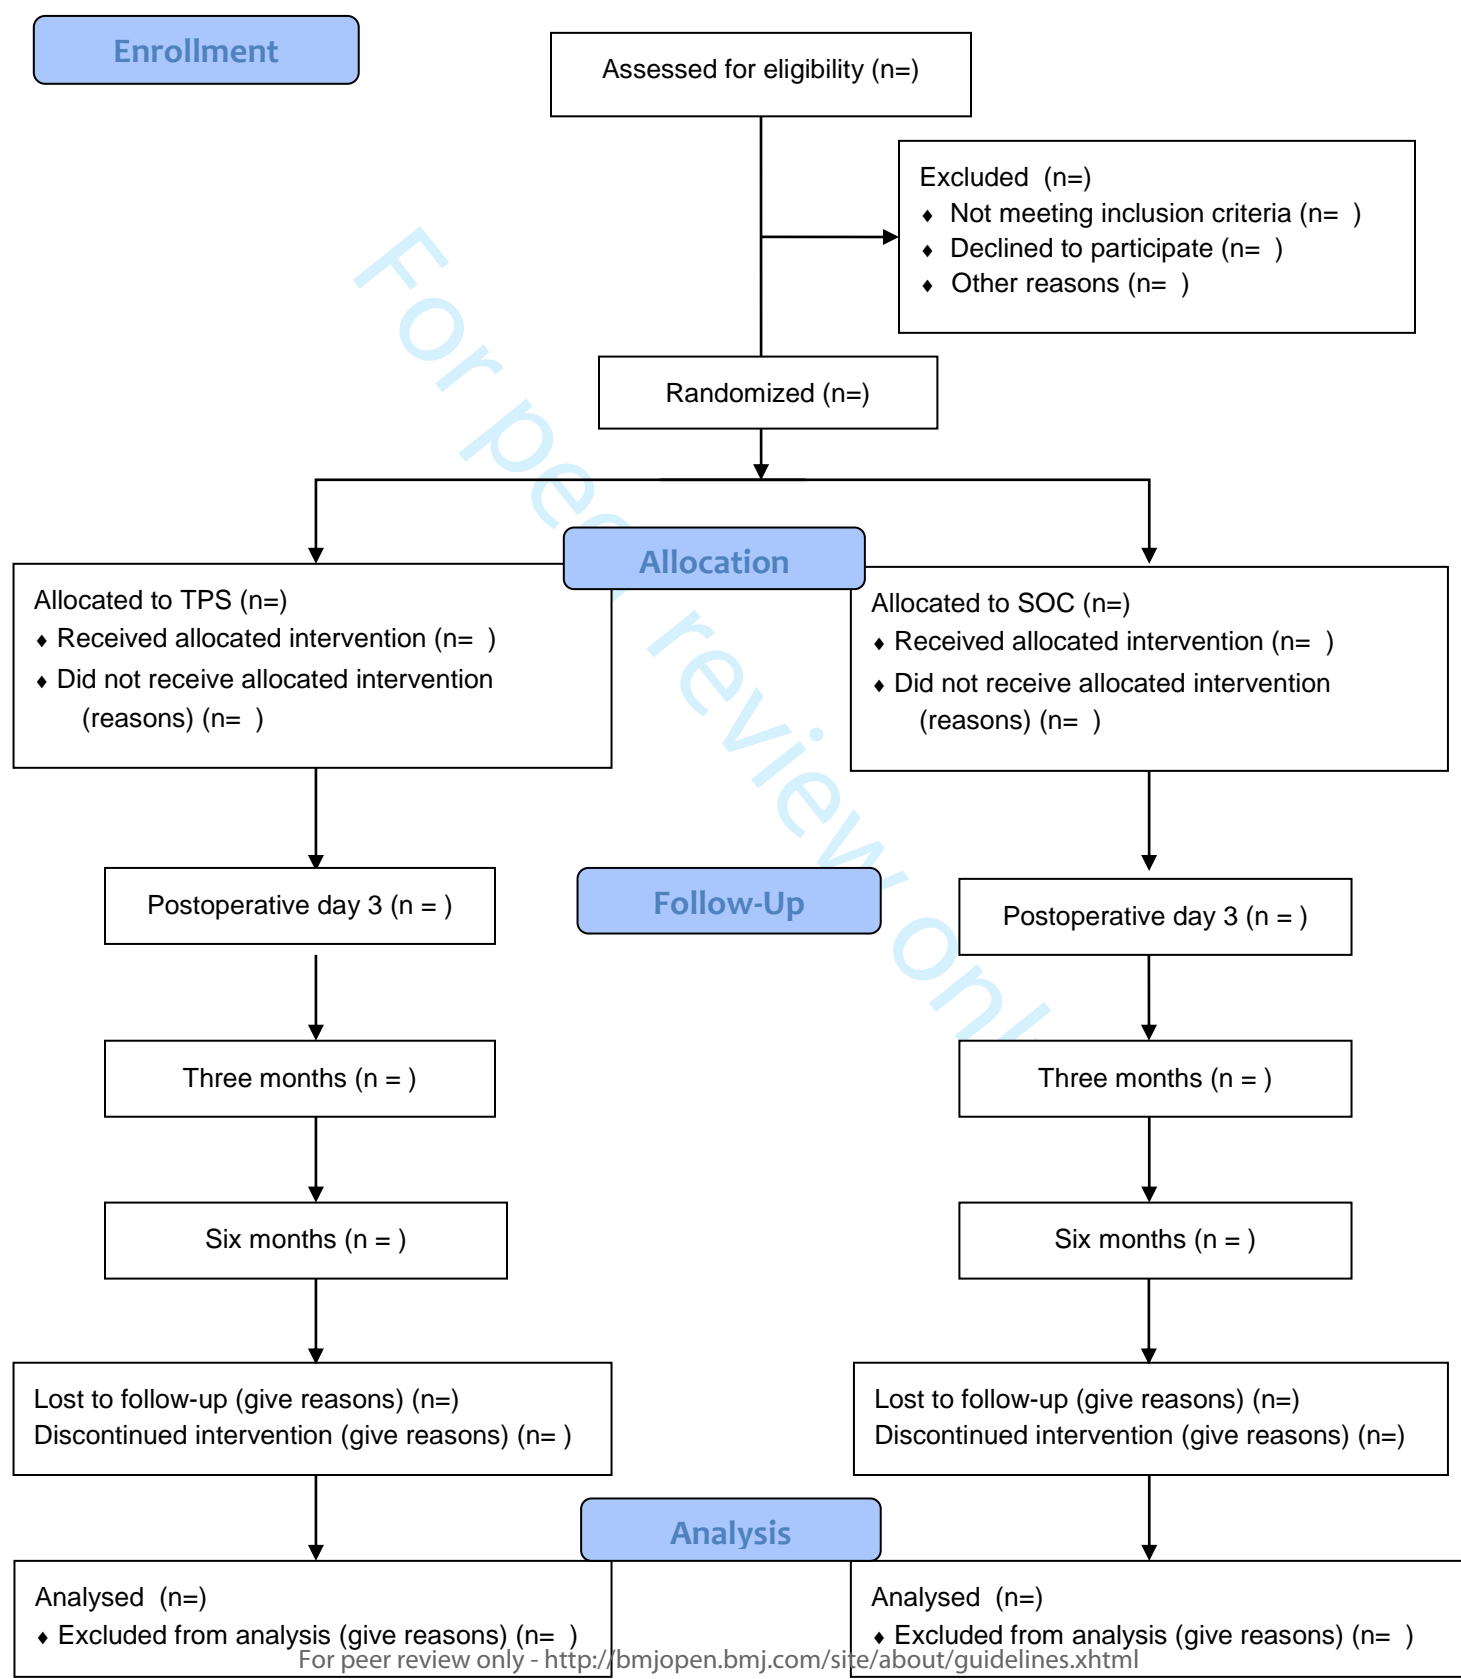 Enrollment
Assessed for eligibility (n=)
Excluded  (n=)
♦ Not meeting inclusion criteria (n=  )
♦ Declined to participate (n=  )
♦ Other reasons (n=  )
Randomized (n=)
Allocation
Allocated to TPS (n=)
♦ Received allocated intervention (n=  )
♦ Did not receive allocated intervention
(reasons) (n=  )
Allocated to SOC (n=)
♦ Received allocated intervention (n=  )
♦ Did not receive allocated intervention
(reasons) (n=  )
Follow-Up
Postoperative day 3 (n = )
Postoperative day 3 (n = )
Three months (n = )
Three months (n = )
Six months (n = )
Six months (n = )
Lost to follow-up (give reasons) (n=)
Discontinued intervention (give reasons) (n= )
Lost to follow-up (give reasons) (n=)
Discontinued intervention (give reasons) (n=)
Analysis
Analysed  (n=)
♦ Excluded from analysis (give reasons) (n=  )
Analysed  (n=)
♦ Excluded from analysis (give reasons) (n=  )
For peer review only
For peer review only - http://bmjopen.bmj.com/site/about/guidelines.xhtml